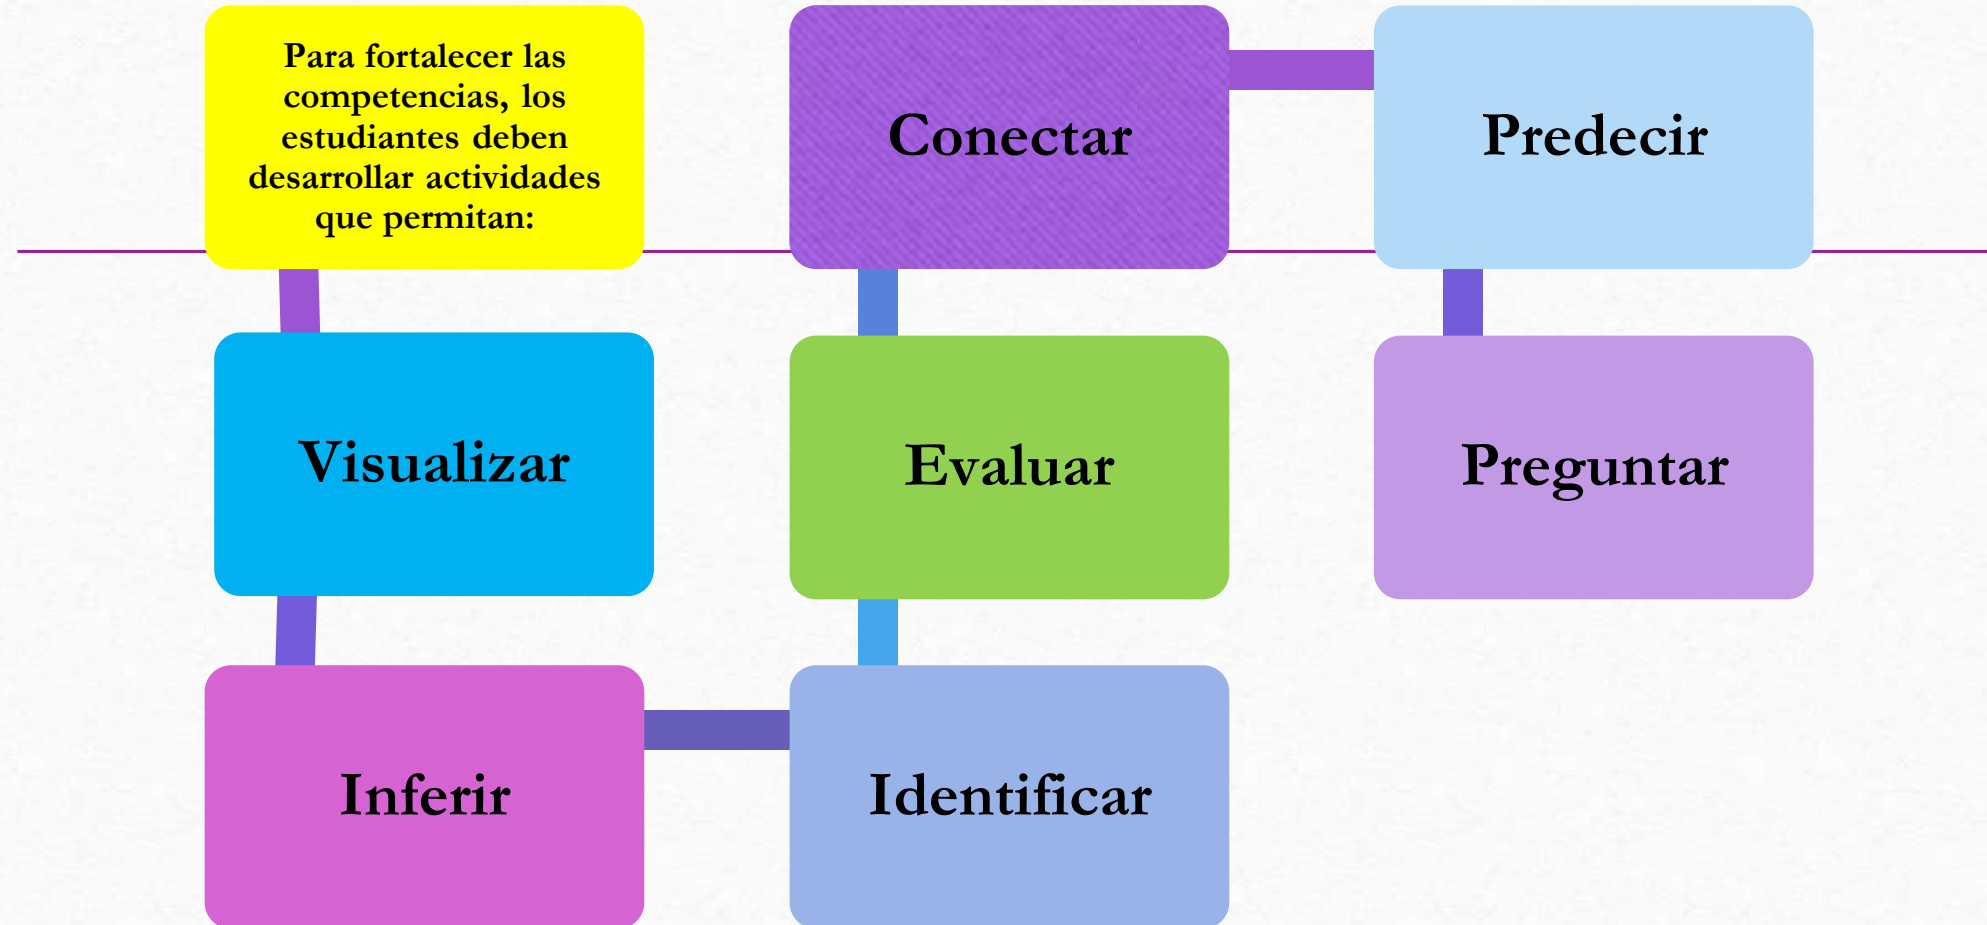 Para fortalecer las
competencias, los
estudiantes deben
desarrollar actividades
que permitan:
Visualizar
Inferir
Identificar
Evaluar
Conectar
Predecir
Preguntar